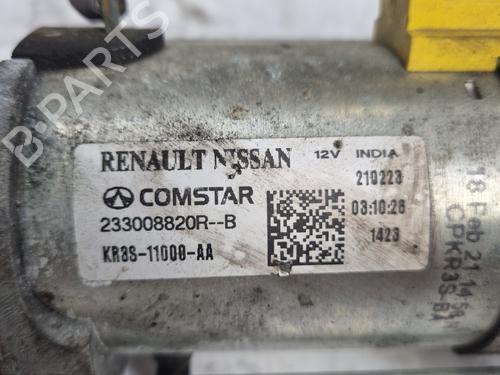 B-PARTS
RENAULT NISSAN 12V INDIA
210223
COMSTAR 03:10:26
233008820R--B
1423
KR3S-11000-AA
18 Feb 21 14
CPKR3S-BA